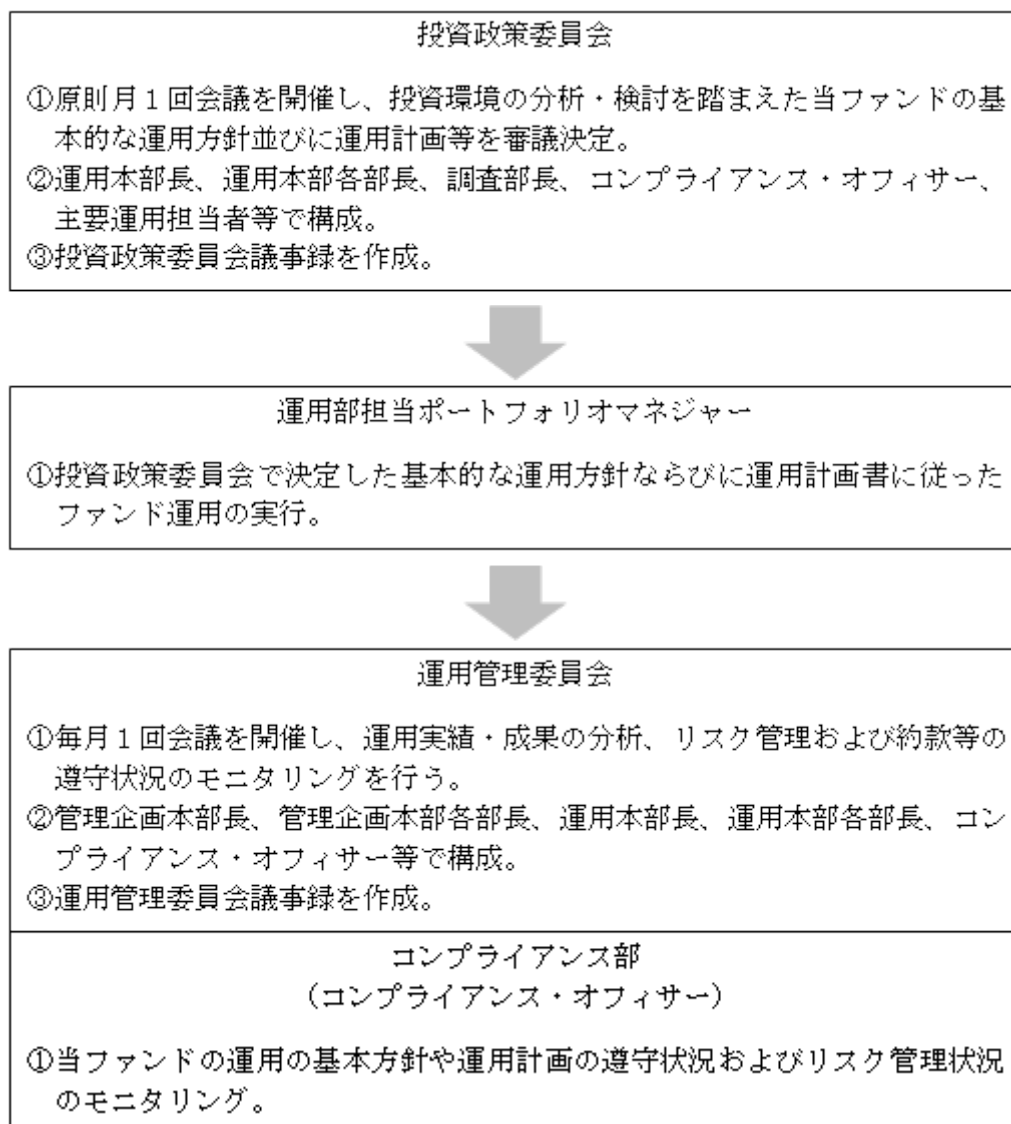 投資政策委員会
①原則月１回会議を開催し、投資環境の分析・検討を踏まえた当ファンドの基
本的な運用方針並びに運用計画等を審議決定。
②運用本部長、運用本部各部長、調査部長、コンプライアンス・オフィサー、
主要運用担当者等で構成。
③投資政策委員会議事録を作成。
運用部担当ポートフォリオマネジャー
①投資政策委員会で決定した基本的な運用方針ならびに運用計画書に従った
ファンド運用の実行。
運用管理委員会
①毎月１回会議を開催し、運用実績・成果の分析、リスク管理および約款等の
遵守状況のモニタリングを行う。
②管理企画本部長、管理企画本部各部長、運用本部長、運用本部各部長、コン
プライアンス・オフィサー等で構成。
③運用管理委員会議事録を作成。
コンプライアンス部
（コンプライアンス・オフィサー）
①当ファンドの運用の基本方針や運用計画の遵守状況およびリスク管理状況
のモニタリング。